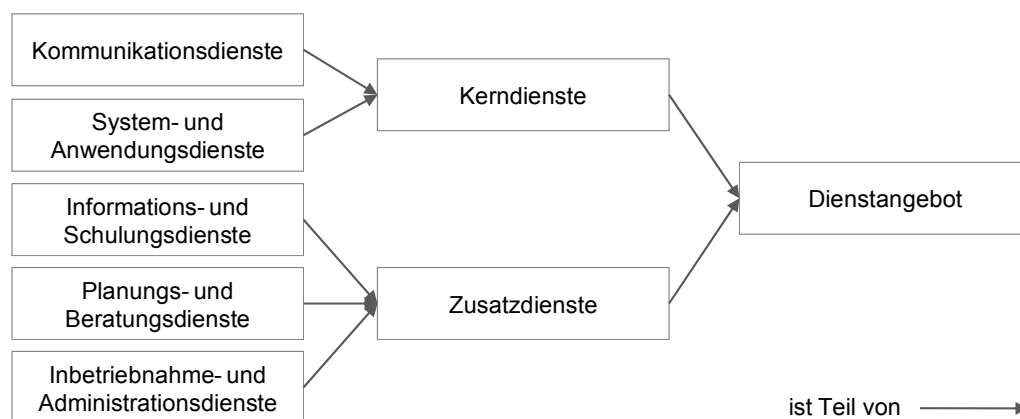 Kommunikationsdienste
System- und
Anwendungsdienste
Informations- und
Schulungsdienste
Planungs- und
Beratungsdienste
Inbetriebnahme- und
Administrationsdienste
Kerndienste
Zusatzdienste
Dienstangebot
ist Teil von